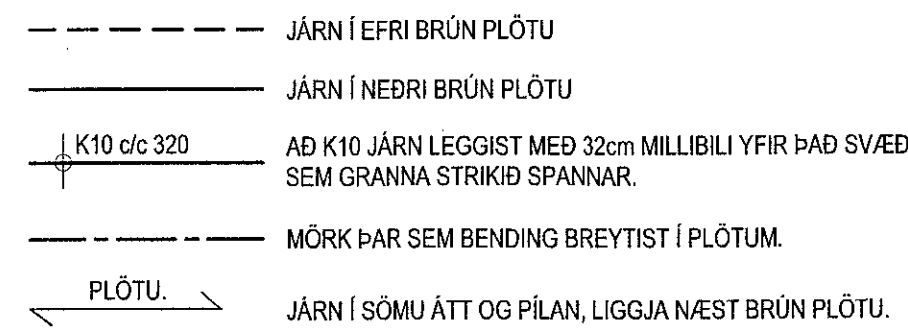 JÁRN Í EFRI BRÚN PLÖTU
JÁRN Í NEÐRI BRÚN PLÖTU
K10 c/c 320
AÐ K10 JÁRN LEGGIST MEÐ 32cm MILLIBILI YFIR ÞAÐ SVÆÐ
SEM GRANNA STRIKIÐ SPANNAR.
MÖRK ÞAR SEM BENDING BREYTIST Í PLÖTUM.
PLÖTU.
JÁRN Í SÖMU ÁTT OG PÍLAN, LIGGJA NÆST BRÚN PLÖTU.